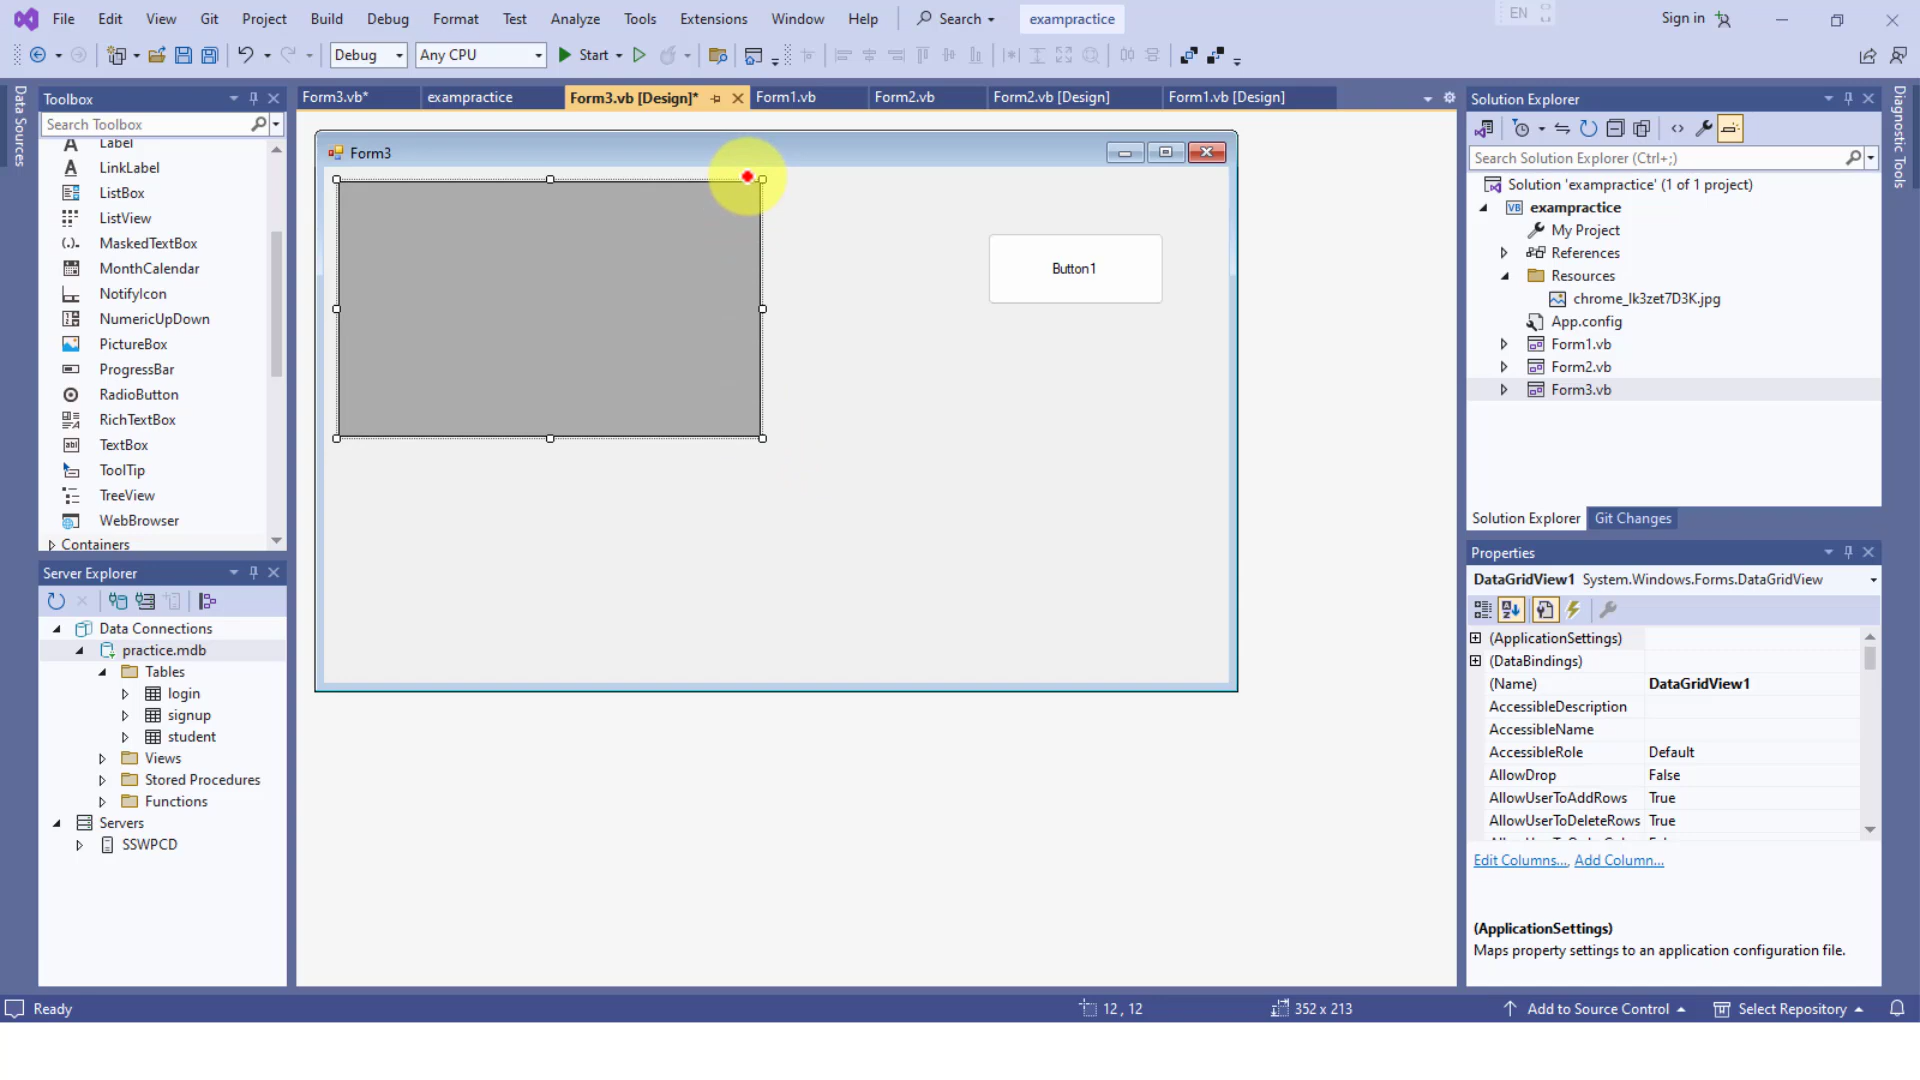 File Edit View Git Project Build Debug Format Test Analyze Tools Extensions Window Help Search exampractice EN Sign in
Debug Any CPU Start
Data Sources
Toolbox
Search Toolbox
Label
LinkLabel
ListBox
ListView
MaskedTextBox
MonthCalendar
NotifyIcon
NumericUpDown
PictureBox
ProgressBar
RadioButton
RichTextBox
TextBox
ToolTip
TreeView
WebBrowser
Containers
Server Explorer
Data Connections
practice.mdb
Tables
login
signup
student
Views
Stored Procedures
Functions
Servers
SSWPCD
Form3.vb* exampractice Form3.vb [Design]* Form1.vb Form2.vb Form2.vb [Design] Form1.vb [Design]
Form3
Button1
Solution Explorer
Search Solution Explorer (Ctrl+;)
Solution 'exampractice' (1 of 1 project)
VB exampractice
My Project
References
Resources
chrome_lk3zet7D3K.jpg
App.config
Form1.vb
Form2.vb
Form3.vb
Solution Explorer Git Changes
Properties
DataGridView1 System.Windows.Forms.DataGridView
(ApplicationSettings)
(DataBindings)
(Name) DataGridView1
AccessibleDescription
AccessibleName
AccessibleRole Default
AllowDrop False
AllowUserToAddRows True
AllowUserToDeleteRows True
Edit Columns..., Add Column...
(ApplicationSettings)
Maps property settings to an application configuration file.
Diagnostic Tools
Ready 12 , 12 352 x 213 Add to Source Control Select Repository